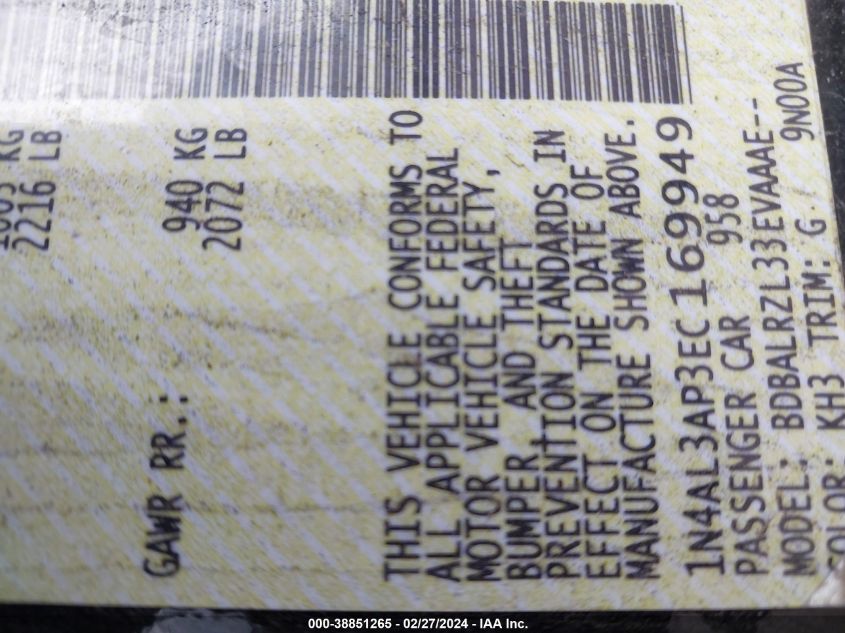 2216 LB
GAWR RR.: 940 KG
2072 LB
THIS VEHICLE CONFORMS TO
ALL APPLICABLE FEDERAL
MOTOR VEHICLE SAFETY,
BUMPER AND THEFT
PREVENTION STANDARDS IN
EFFECT ON THE DATE OF
MANUFACTURE SHOWN ABOVE.
1N4AL3AP3EC169949
PASSENGER CAR 958
MODEL: BDBALRZL33EVAAAE--
COLOR: KH3 TRIM: G 9N00A
000-38851265 - 02/27/2024 - IAA Inc.